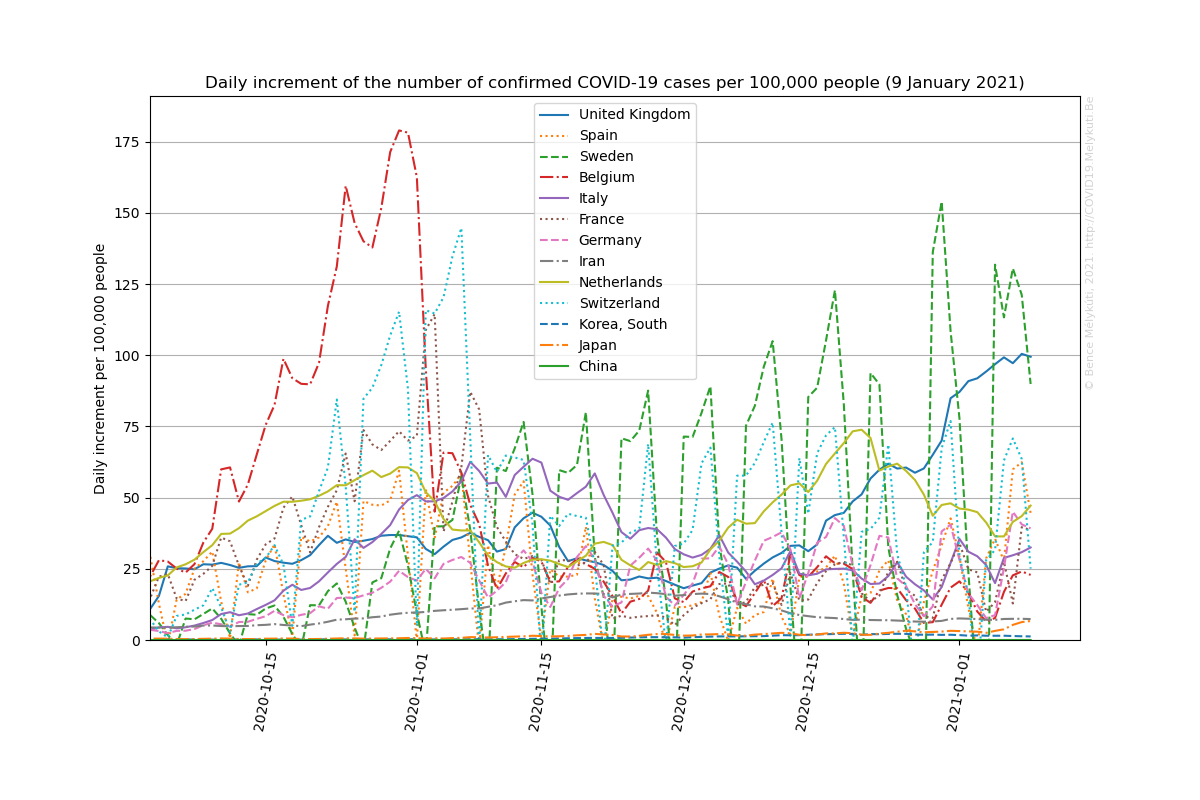 Daily increment of the number of confirmed COVID-19 cases per 100,000 people (9 January 2021)
Daily increment per 100,000 people
175
150
125
100
75
50
25
0
United Kingdom
Spain
Sweden
Belgium
Italy
France
Germany
Iran
Netherlands
Switzerland
Korea, South
Japan
China
2020-10-15
2020-11-01
2020-11-15
2020-12-01
2020-12-15
2021-01-01
© Bence Mélykúti, 2021 http://COVID19.Melykuti.Be